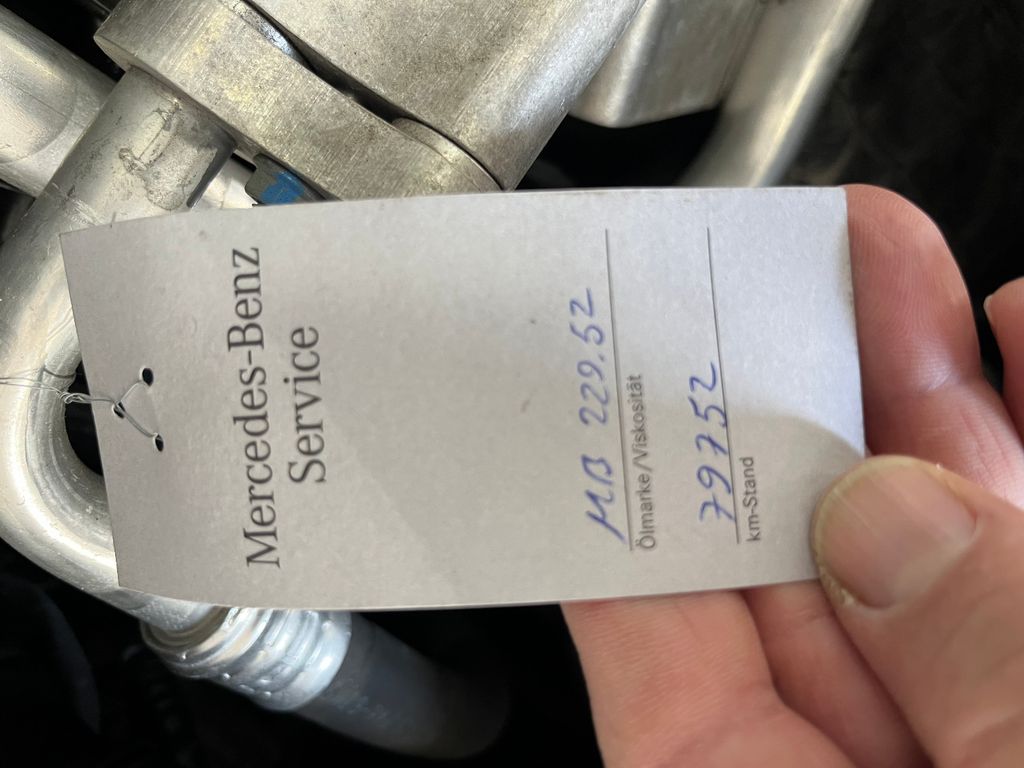 Mercedes-Benz
Service
MB 229.52
Ölmarke/Viskosität
79752
km-Stand